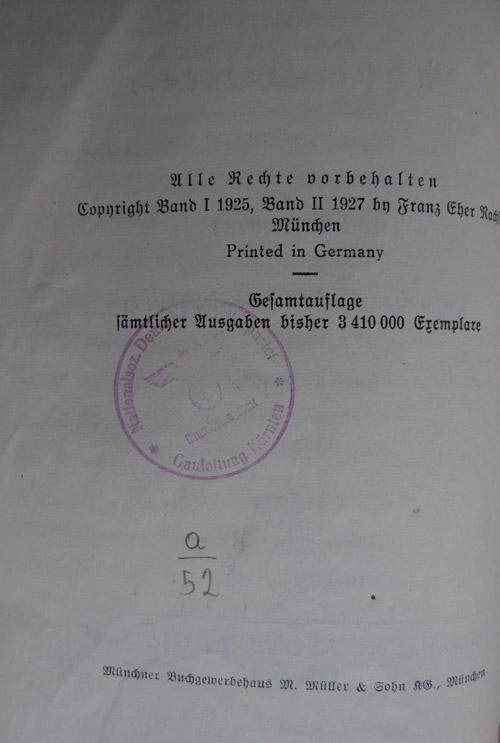 Alle Rechte vorbehalten
Copyright Band I 1925, Band II 1927 by Franz Eher
München
Printed in Germany
Gesamtauflage
sämtlicher Ausgaben bisher 3 410 000 Exemplare
Nationalsoz.
Gauleitung-Kärnten
a
52
Münchner Buchgewerbehaus M. Müller & Sohn KG., München